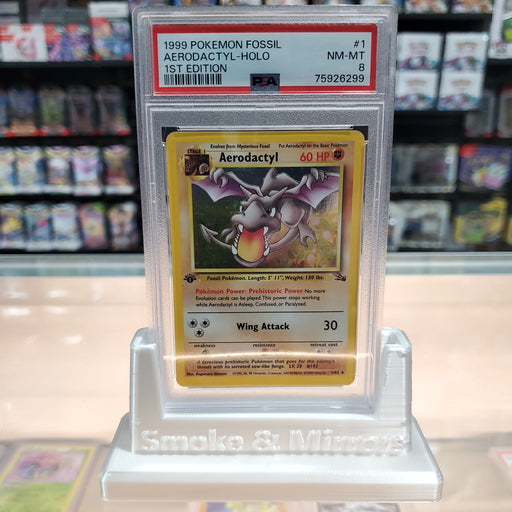 1999 POKEMON FOSSIL #1
AERODACTYL-HOLO NM-MT
1ST EDITION 8
PSA 75926299
STAGE 1 Evolves from Mysterious Fossil Put Aerodactyl on the Basic Pokémon
Aerodactyl 60 HP
Fossil Pokémon. Length: 5' 11", Weight: 130 lbs.
Pokémon Power: Prehistoric Power No more
Evolution cards can be played. This power stops working
while Aerodactyl is Asleep, Confused, or Paralyzed.
Wing Attack 30
weakness resistance retreat cost
A ferocious prehistoric Pokémon that goes for the enemy's
throat with its serrated saw-like fangs. LV. 28 #142
Smoke & Mirrors